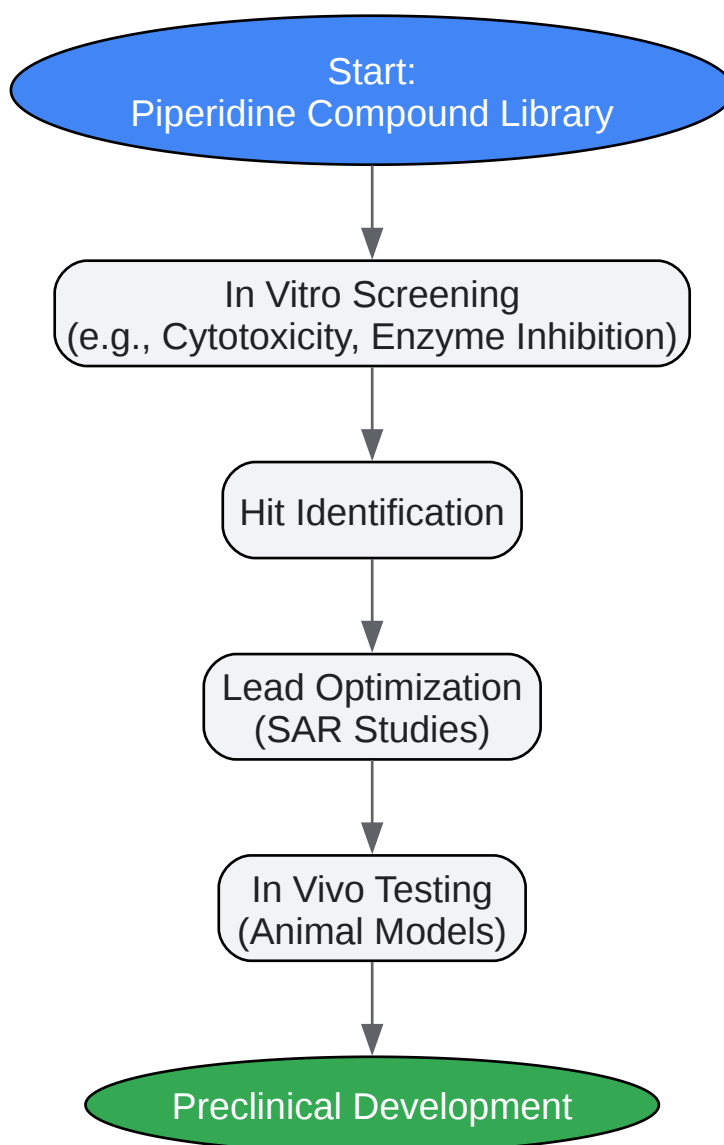 Start:
Piperidine Compound Library
In Vitro Screening
(e.g., Cytotoxicity, Enzyme Inhibition)
Hit Identification
Lead Optimization
(SAR Studies)
In Vivo Testing
(Animal Models)
Preclinical Development